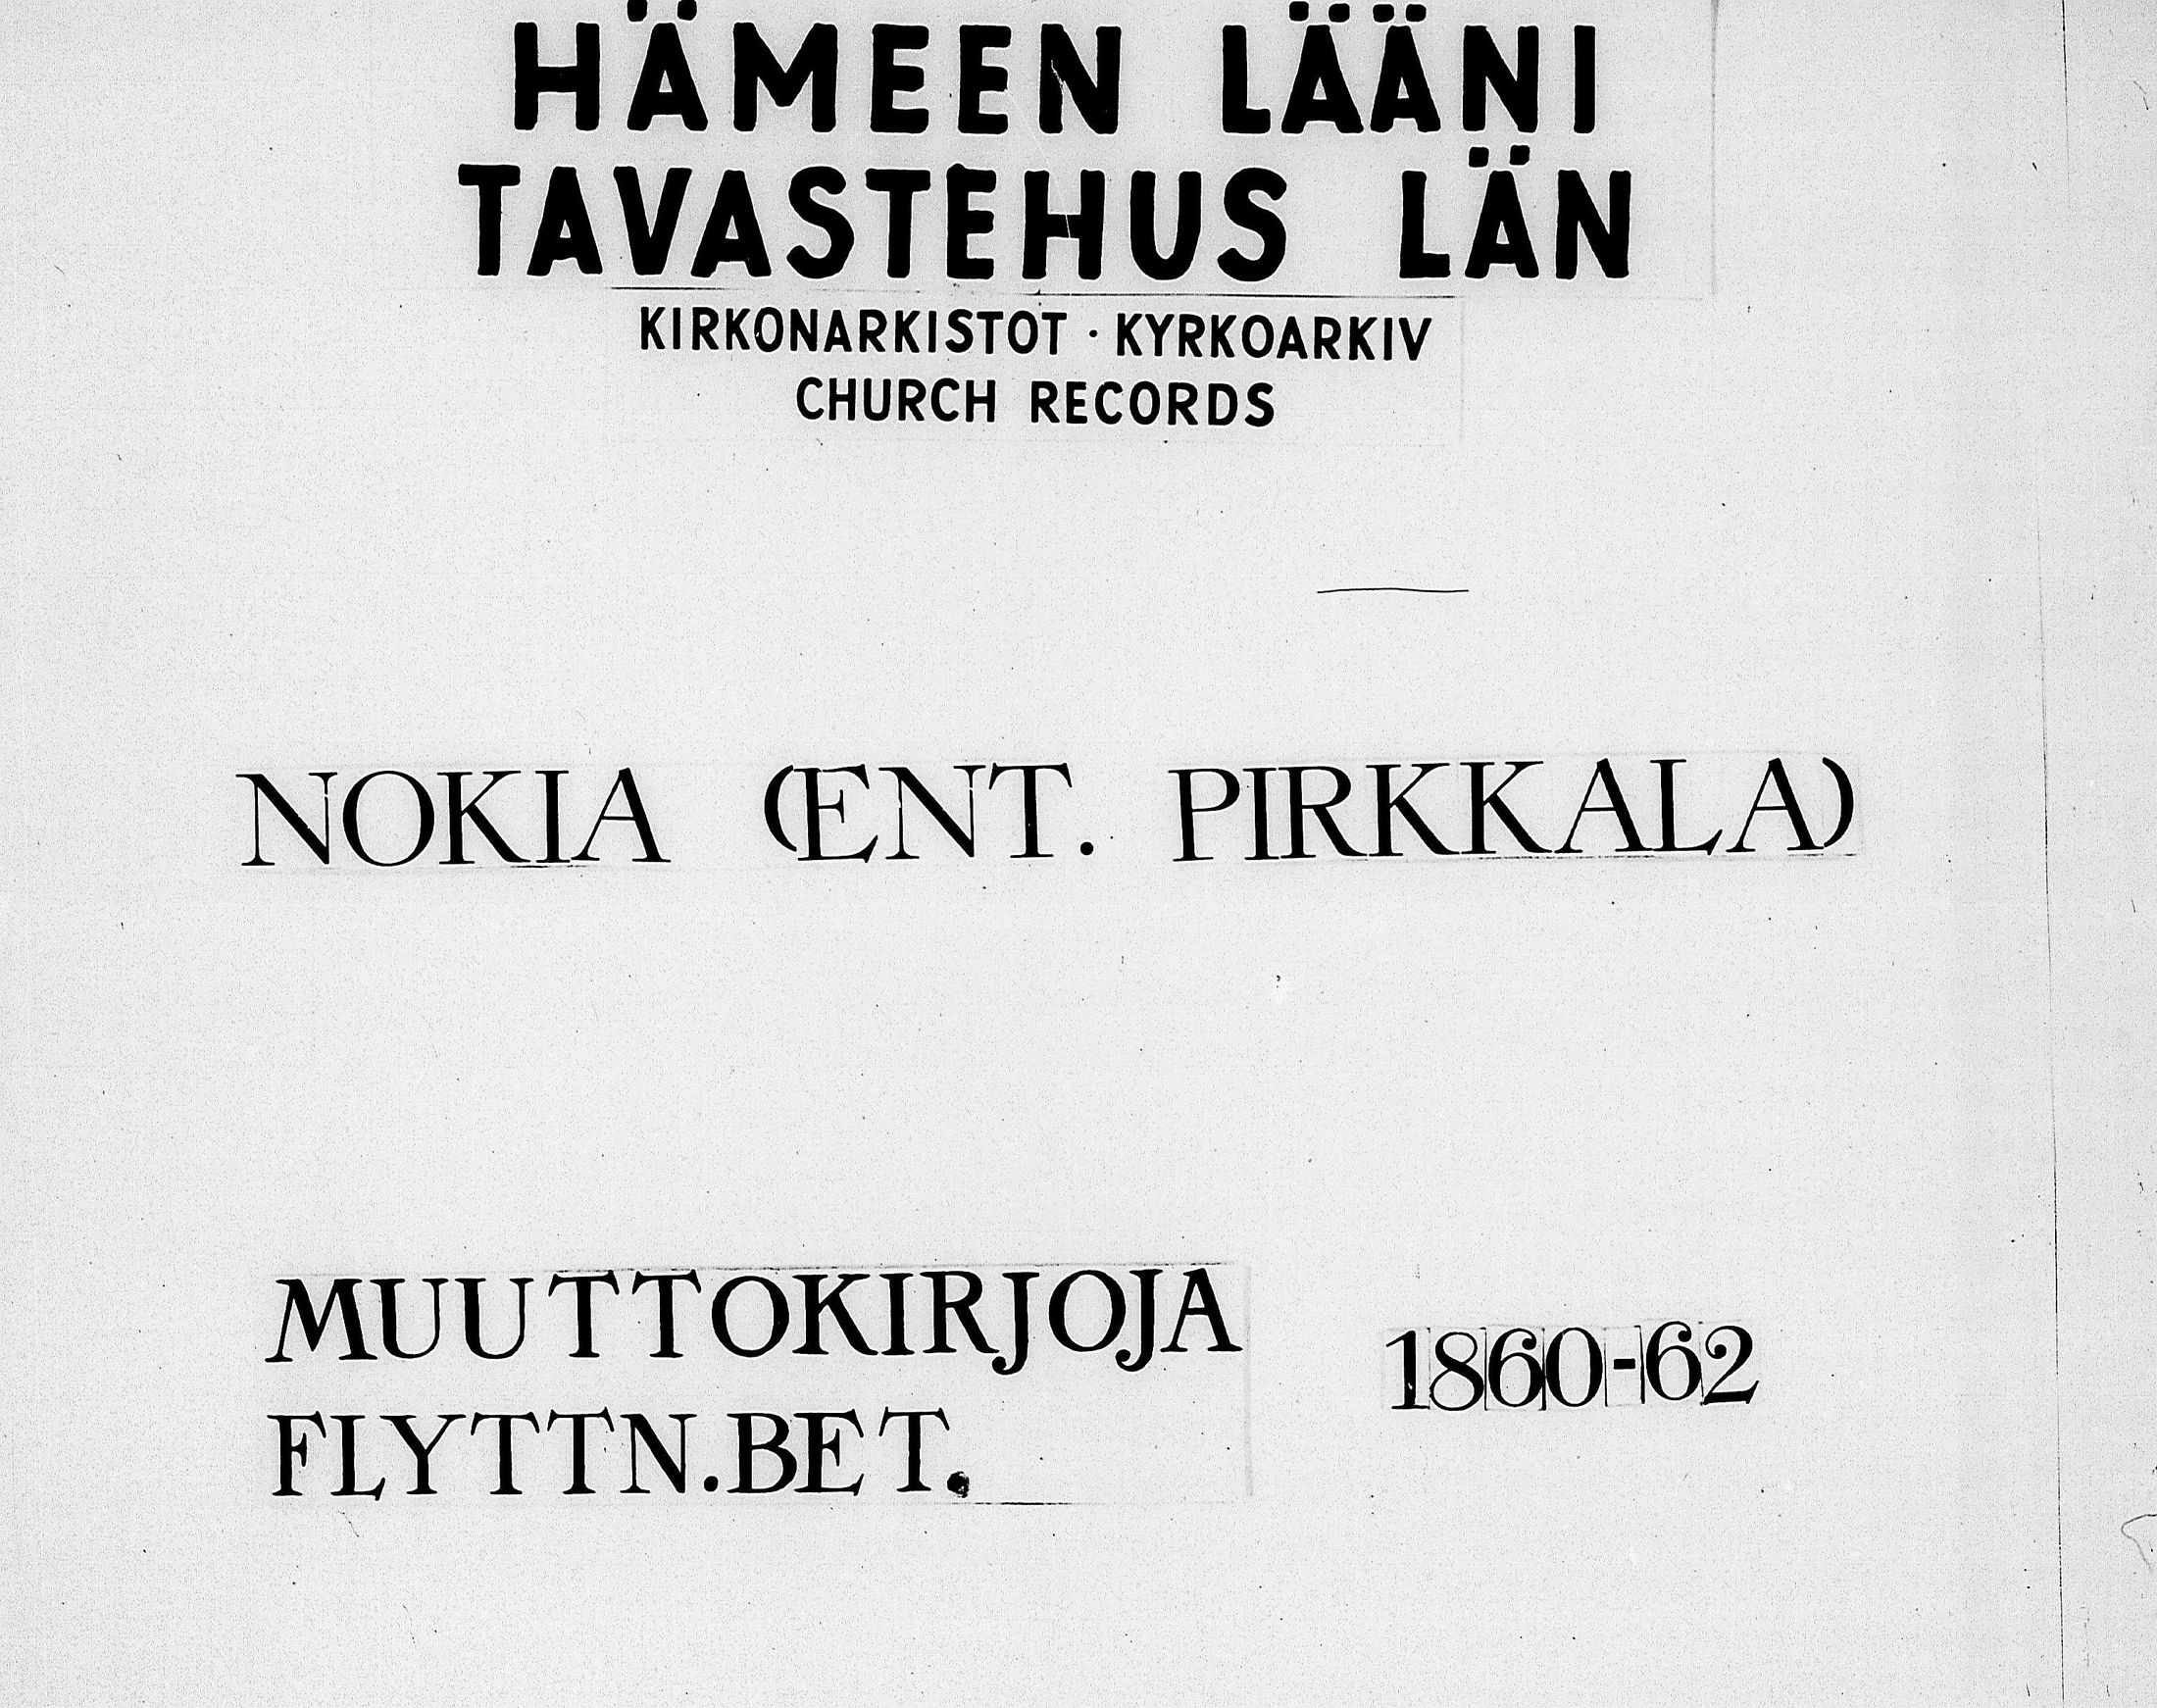 HÄMEEN LÄÄNI
TAVASTEHUS LÄN
KIRKONARKISTOT · KYRKOARKIV
CHURCH RECORDS
NOKIA (ENT. PIRKKALA)
MUUTTOKIRJOJA 1860-62
FLYTTN.BET.